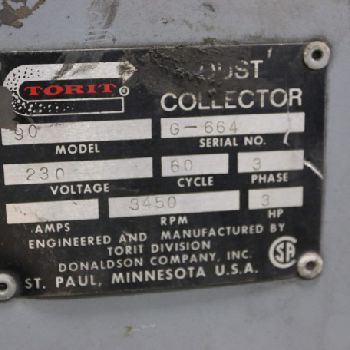 TORIT ®
DUST
COLLECTOR
90 G-664
MODEL SERIAL NO.
230 60 3
VOLTAGE CYCLE PHASE
3450 3
AMPS RPM HP
ENGINEERED AND MANUFACTURED BY
TORIT DIVISION
DONALDSON COMPANY, INC.
ST. PAUL, MINNESOTA U.S.A.
SA